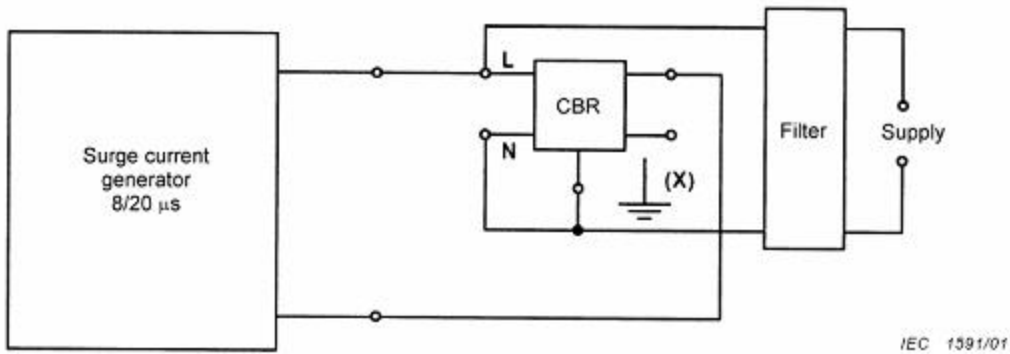 L
CBR
N
(X)
Filter
Supply
Surge current
generator
8/20 μs
IEC 1591/01